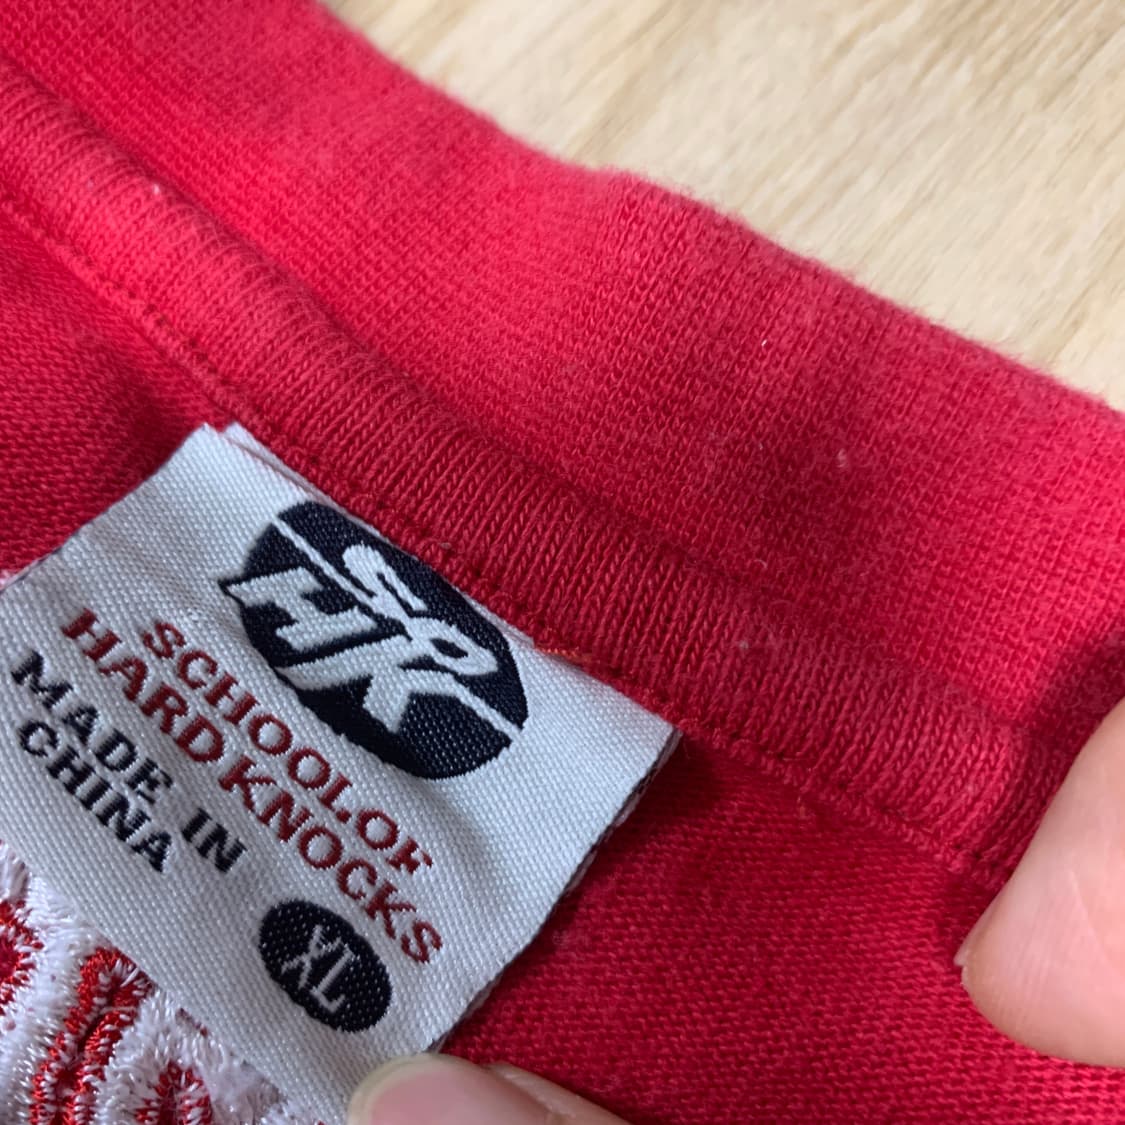 SHK
SCHOOL OF
HARD KNOCKS
MADE IN
CHINA
XL